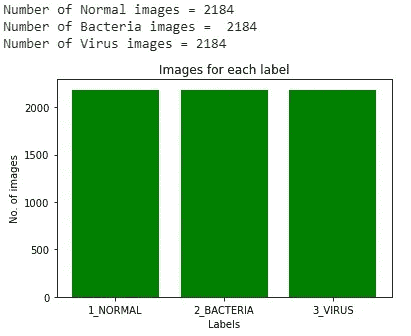 Number of Normal images = 2184
Number of Bacteria images =  2184
Number of Virus images = 2184
Images for each label
No. of images
2000
1500
1000
500
0
1_NORMAL 2_BACTERIA 3_VIRUS
Labels